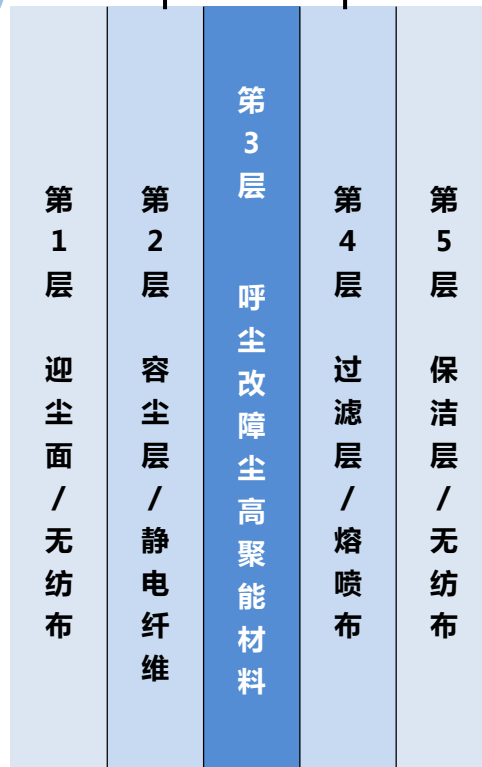 第1层 迎尘面/无纺布
第2层 容尘层/静电纤维
第3层 呼尘改障尘高聚能材料
第4层 过滤层/熔喷布
第5层 保洁层/无纺布